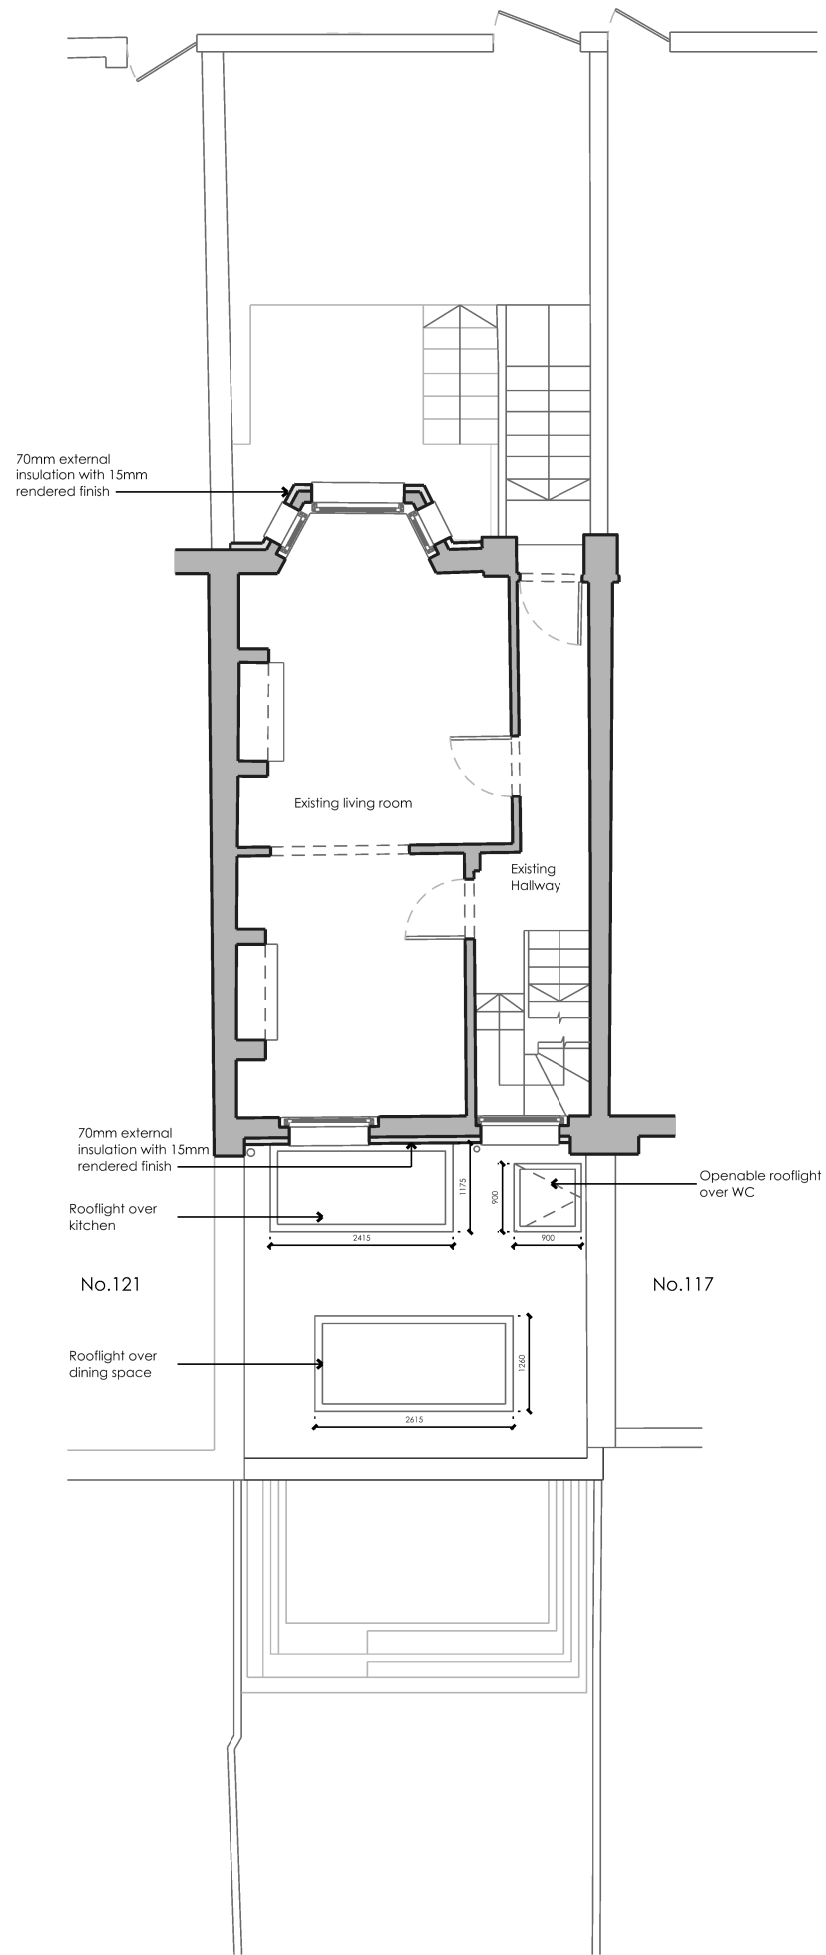 70mm external
insulation with 15mm
rendered finish
Existing living room
Existing
Hallway
70mm external
insulation with 15mm
rendered finish
Openable rooflight
over WC
1175
900
Rooflight over
kitchen
2415
900
No.121
No.117
Rooflight over
dining space
1260
2615